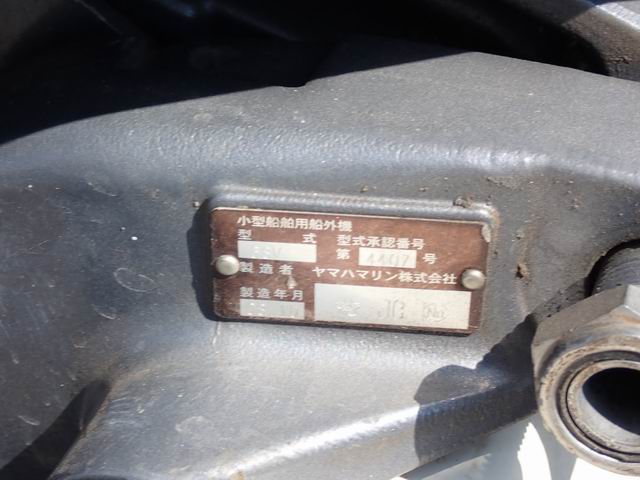 小型船舶用船外機
型 式 型式承認番号
第 4407 号
製造者 ヤマハマリン株式会社
製造年月